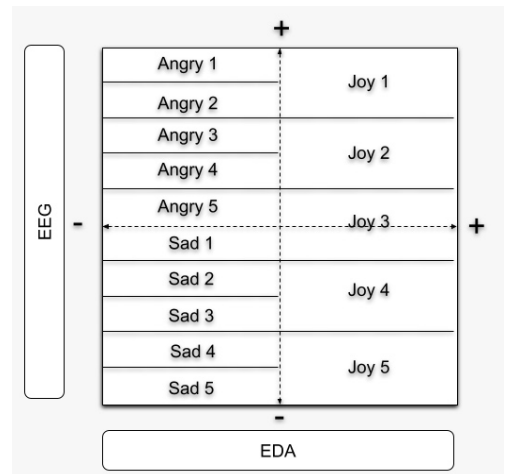 +
Angry 1
Joy 1
Angry 2
Angry 3
Joy 2
Angry 4
Angry 5
EEG
-
Joy 3
+
Sad 1
Sad 2
Joy 4
Sad 3
Sad 4
Joy 5
Sad 5
-
EDA